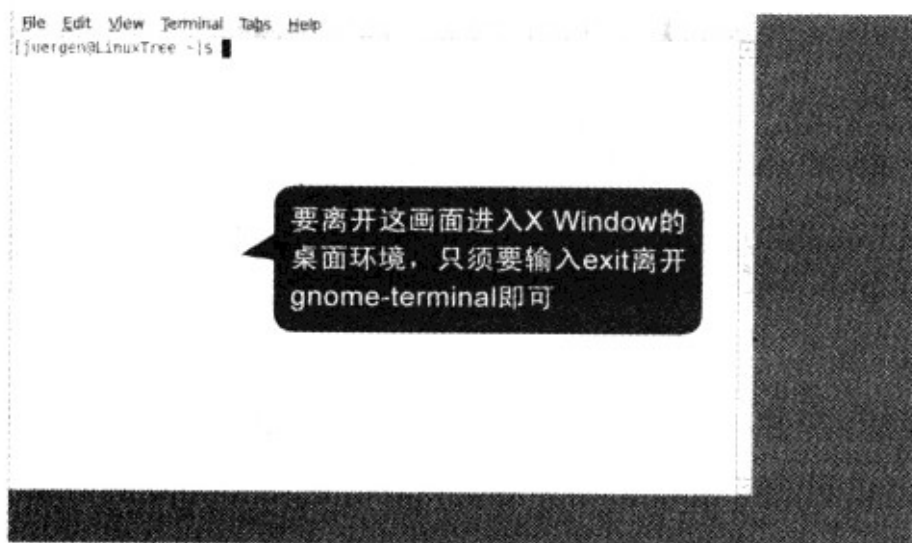 File Edit View Terminal Tabs Help
[juergen@LinuxTree ~]$
要离开这画面进入X Window的
桌面环境，只须要输入exit离开
gnome-terminal即可